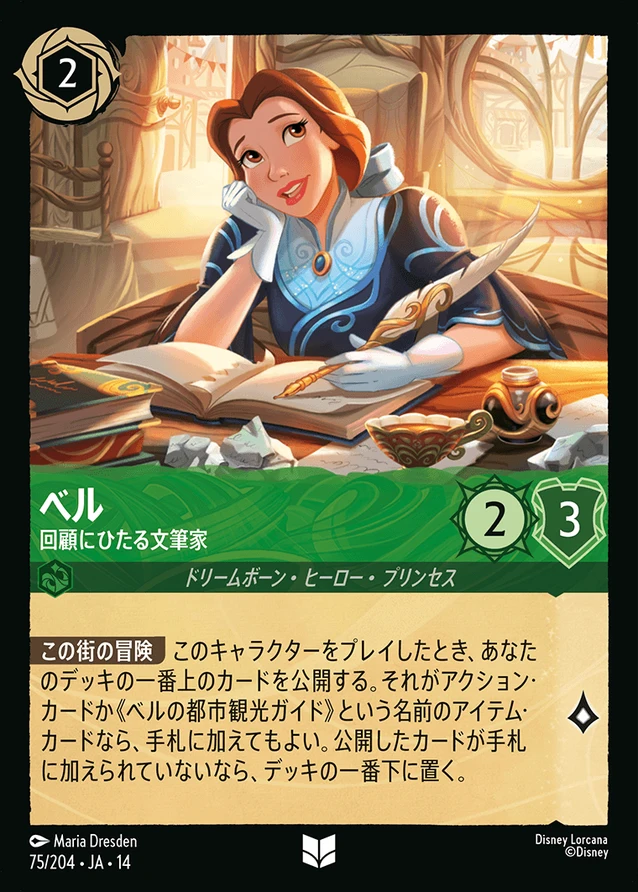 2
ベル
回顧にひたる文筆家
2
3
ドリームボーン・ヒーロー・プリンセス
この街の冒険 このキャラクターをプレイしたとき、あなた
のデッキの一番上のカードを公開する。それがアクション・
カードか《ベルの都市観光ガイド》という名前のアイテム・
カードなら、手札に加えてもよい。公開したカードが手札
に加えられていないなら、デッキの一番下に置く。
Maria Dresden
75/204・JA・14
Disney Lorcana
©Disney